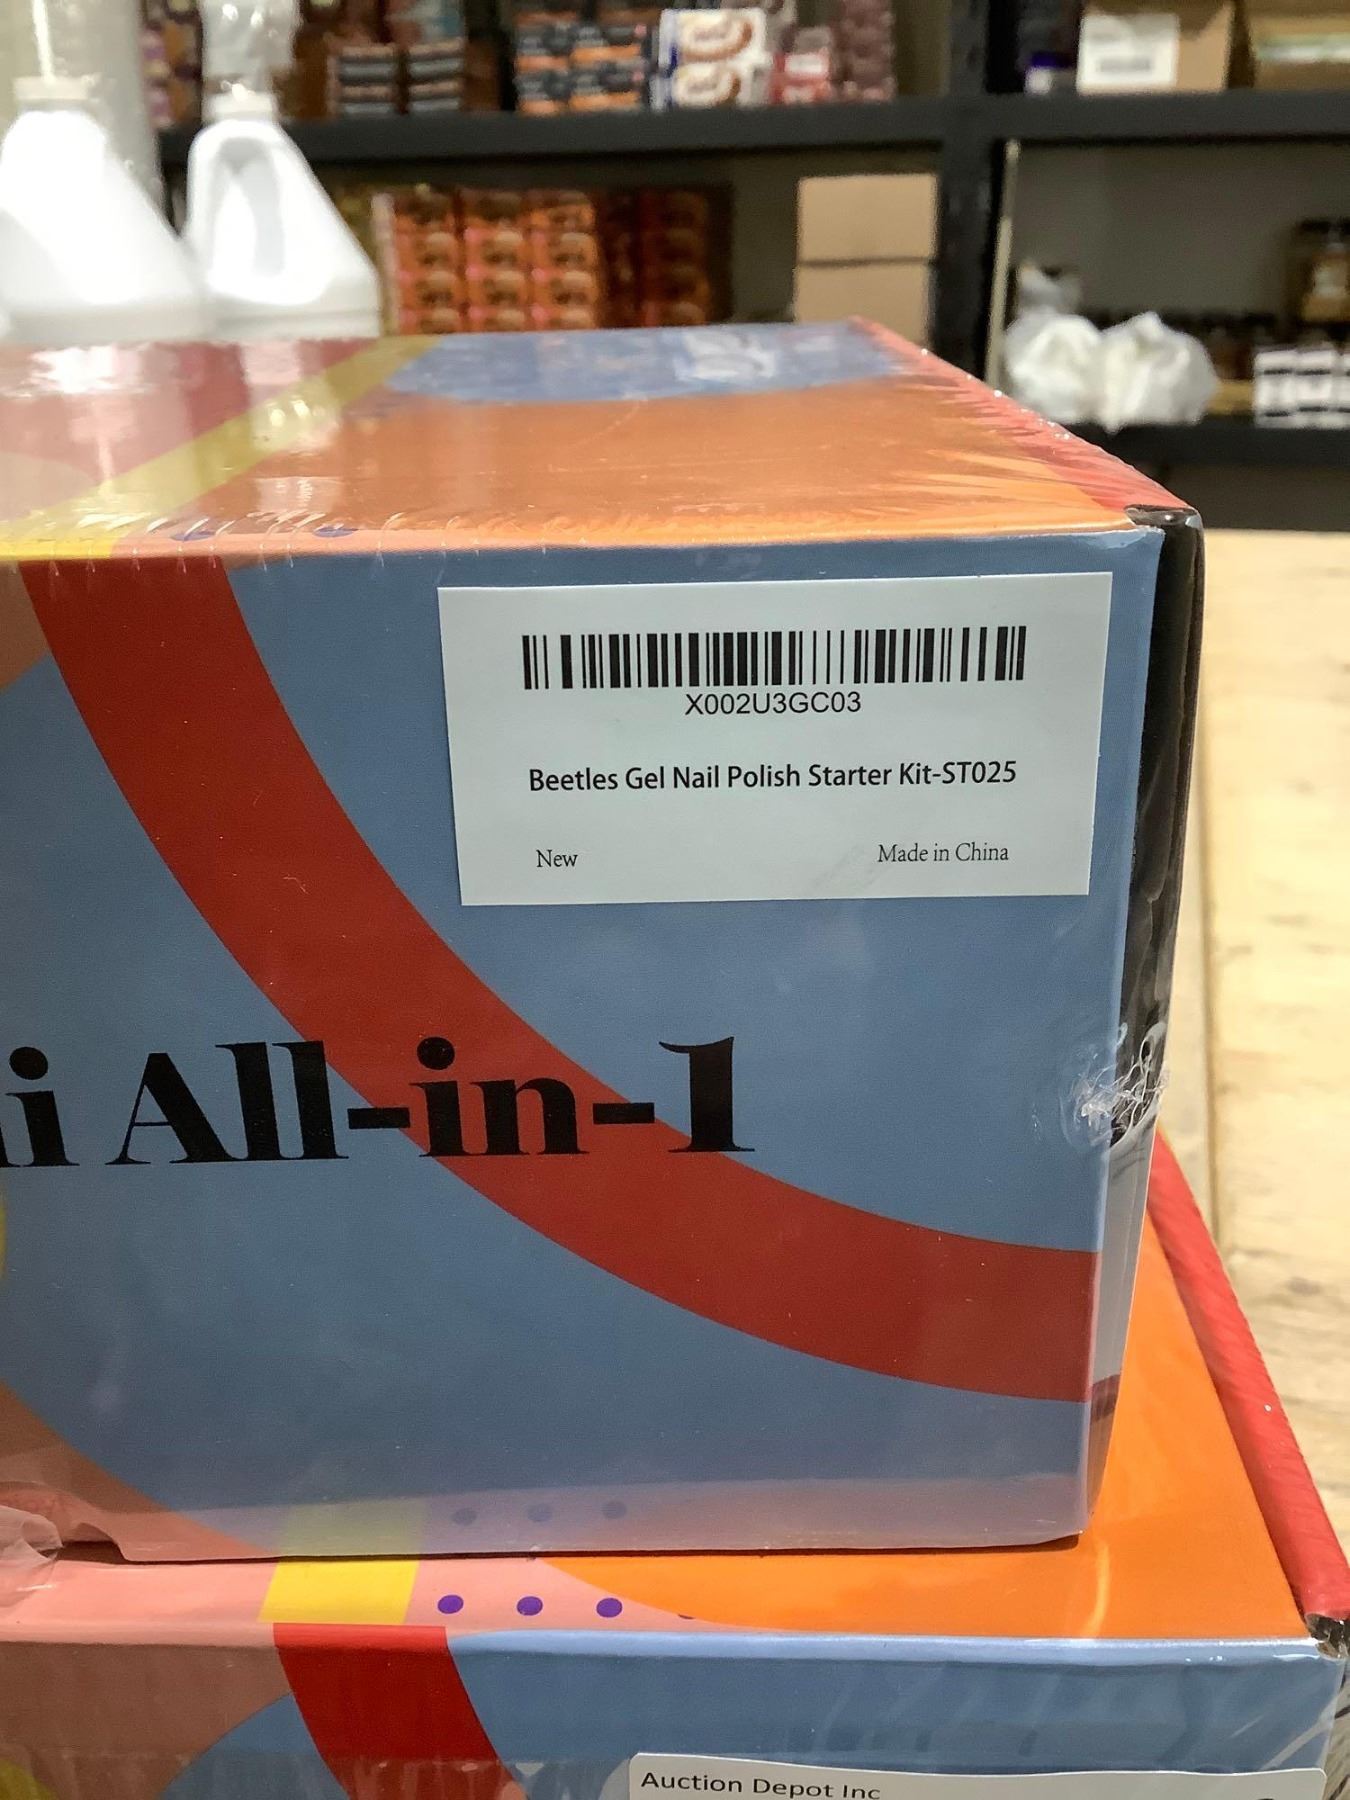 X002U3GC03
Beetles Gel Nail Polish Starter Kit-ST025
New
Made in China
i All-in-1
Auction Depot Inc